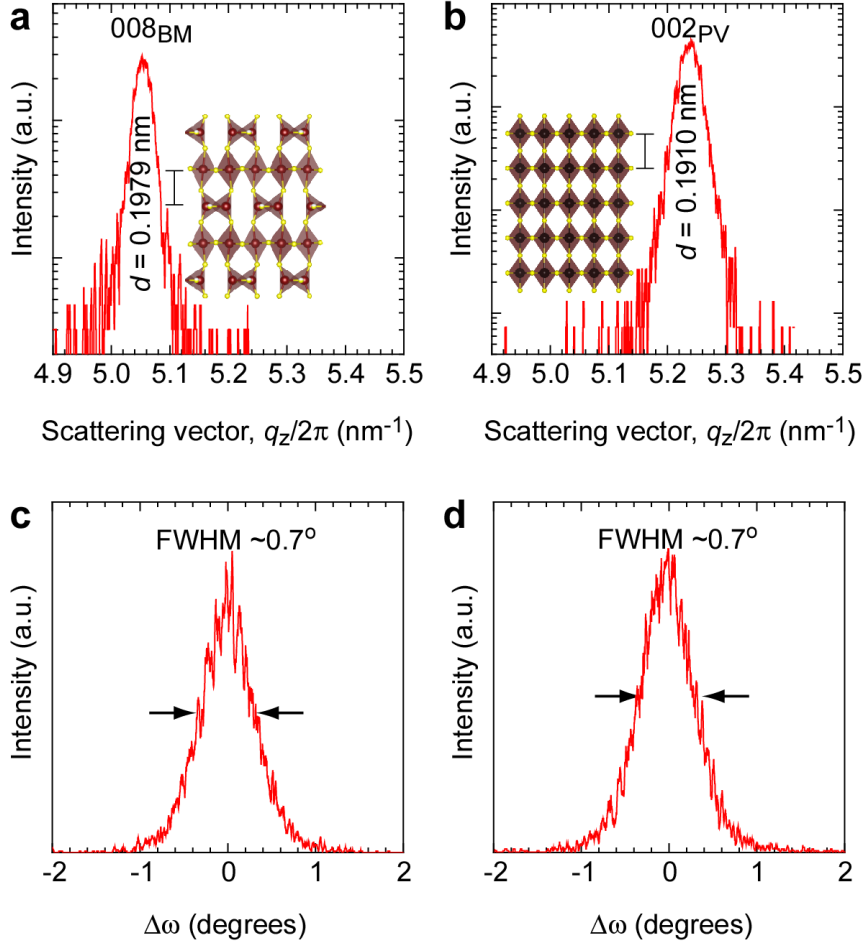 a
008BM
Intensity (a.u.)
d = 0.1979 nm
4.9 5.0 5.1 5.2 5.3 5.4 5.5
Scattering vector, qz/2π (nm-1)
b
002PV
Intensity (a.u.)
d = 0.1910 nm
4.9 5.0 5.1 5.2 5.3 5.4 5.5
Scattering vector, qz/2π (nm-1)
c
FWHM ~0.7o
Intensity (a.u.)
-2 -1 0 1 2
Δω (degrees)
d
FWHM ~0.7o
Intensity (a.u.)
-2 -1 0 1 2
Δω (degrees)